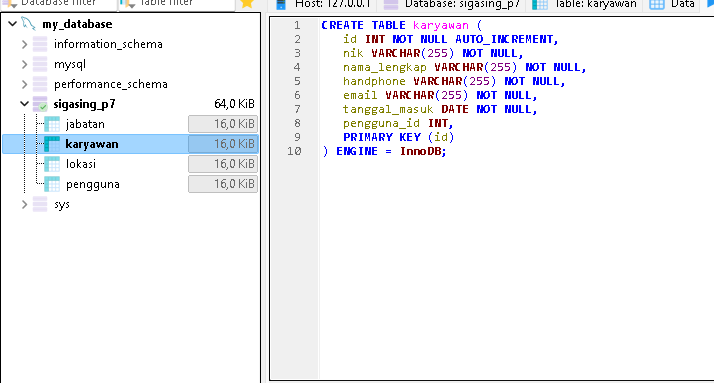 Database filter
Table filter
my_database
information_schema
mysql
performance_schema
sigasing_p7 64,0 KiB
jabatan 16,0 KiB
karyawan 16,0 KiB
lokasi 16,0 KiB
pengguna 16,0 KiB
sys
Host: 127.0.0.1 Database: sigasing_p7 Table: karyawan Data
1 CREATE TABLE karyawan (
2 id INT NOT NULL AUTO_INCREMENT,
3 nik VARCHAR(255) NOT NULL,
4 nama_lengkap VARCHAR(255) NOT NULL,
5 handphone VARCHAR(255) NOT NULL,
6 email VARCHAR(255) NOT NULL,
7 tanggal_masuk DATE NOT NULL,
8 pengguna_id INT,
9 PRIMARY KEY (id)
10 ) ENGINE = InnoDB;